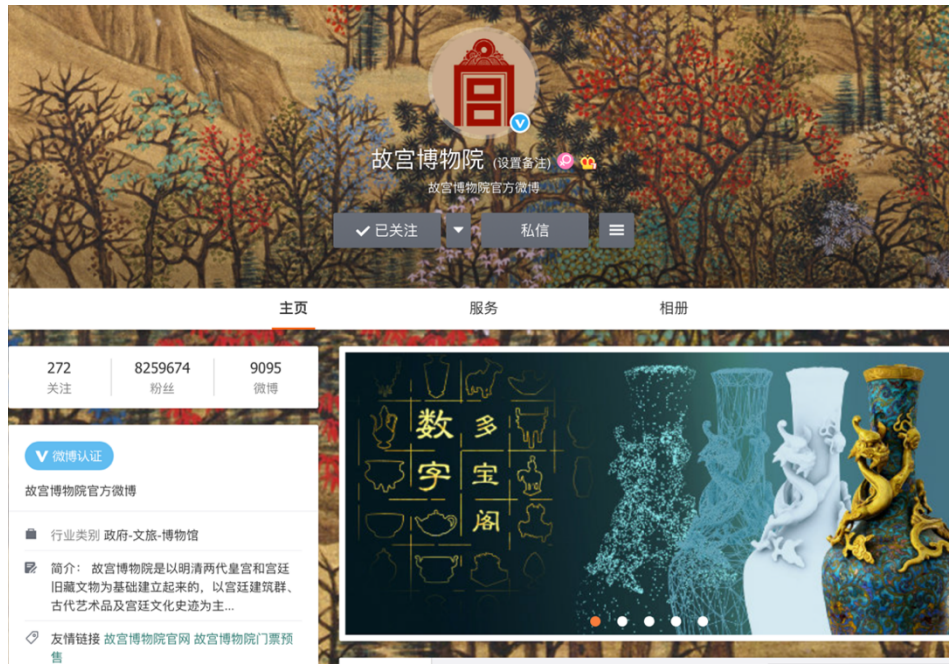 故宫博物院 (设置备注)
故宫博物院官方微博
已关注
私信
主页
服务
相册
272
关注
8259674
粉丝
9095
微博
V 微博认证
故宫博物院官方微博
行业类别 政府-文旅-博物馆
简介： 故宫博物院是以明清两代皇宫和宫廷
旧藏文物为基础建立起来的，以宫廷建筑群、
古代艺术品及宫廷文化史迹为主...
友情链接 故宫博物院官网 故宫博物院门票预
售
数字
多宝阁